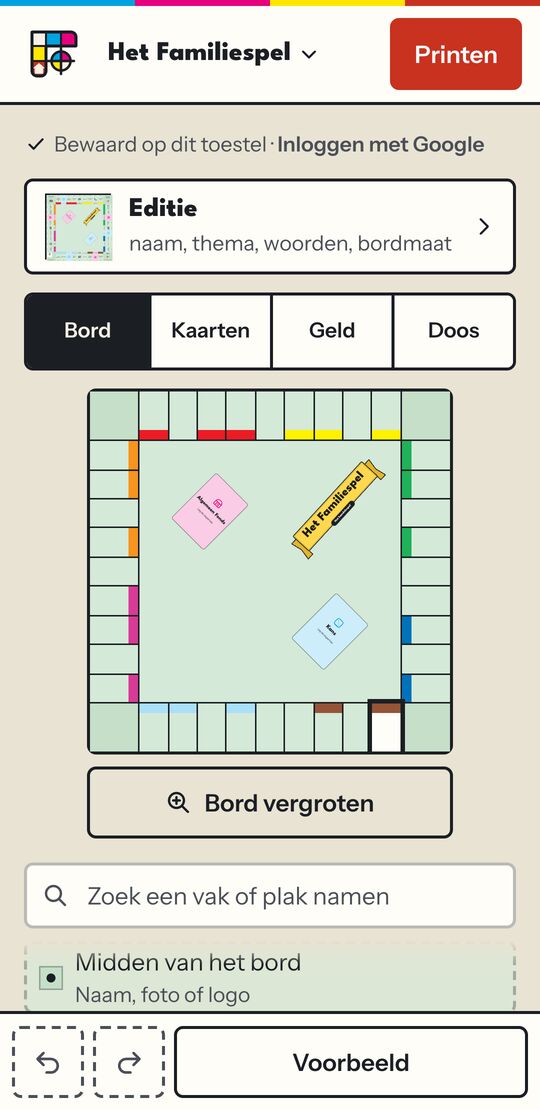 Het Familiespel
Printen
Bewaard op dit toestel · Inloggen met Google
Editie
naam, thema, woorden, bordmaat
Bord
Kaarten
Geld
Doos
Algemeen Fonds
Het Familiespel
Kans
Bord vergroten
Zoek een vak of plak namen
Midden van het bord
Naam, foto of logo
Voorbeeld